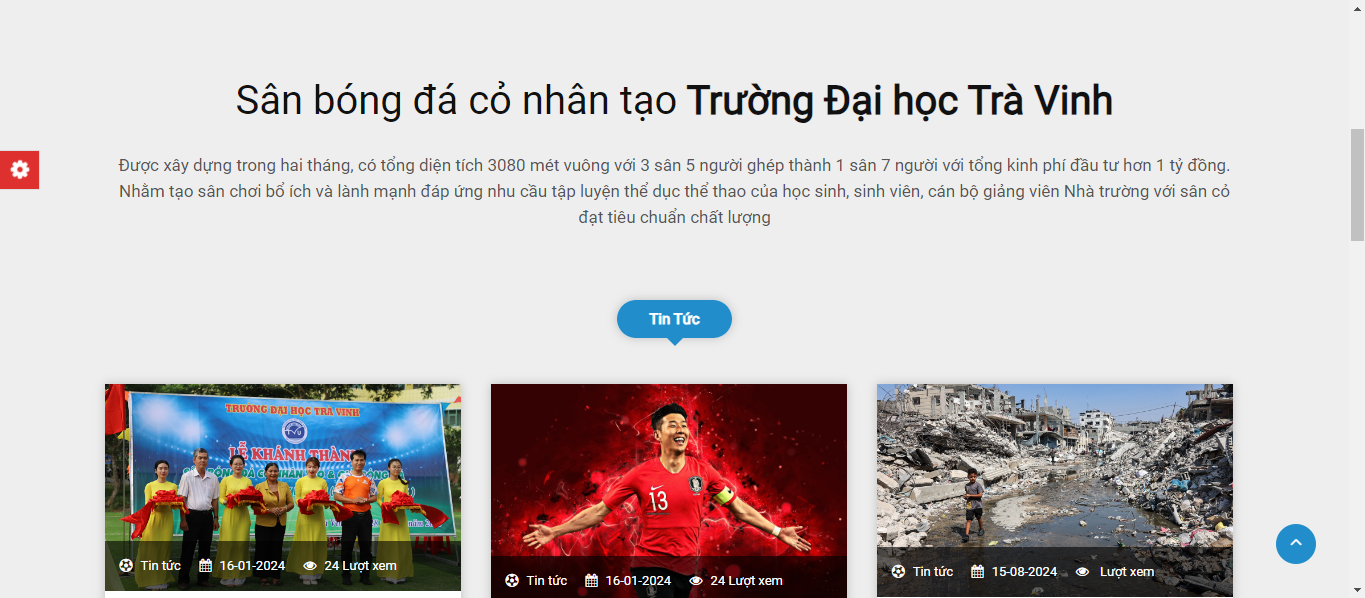 Sân bóng đá cỏ nhân tạo Trường Đại học Trà Vinh
Được xây dựng trong hai tháng, có tổng diện tích 3080 mét vuông với 3 sân 5 người ghép thành 1 sân 7 người với tổng kinh phí đầu tư hơn 1 tỷ đồng.
Nhằm tạo sân chơi bổ ích và lành mạnh đáp ứng nhu cầu tập luyện thể dục thể thao của học sinh, sinh viên, cán bộ giảng viên Nhà trường với sân cỏ
đạt tiêu chuẩn chất lượng
Tin Tức
TRƯỜNG ĐẠI HỌC TRÀ VINH
LỄ KHÁNH THÀN
13
Tin tức 16-01-2024 24 Lượt xem
Tin tức 16-01-2024 24 Lượt xem
Tin tức 15-08-2024 Lượt xem